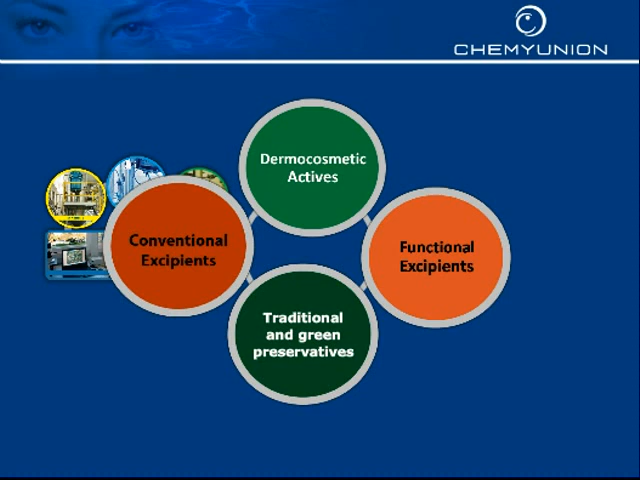 CHEMYUNION
Dermocosmetic
Actives
Conventional
Excipients
Functional
Excipients
Traditional
and green
preservatives